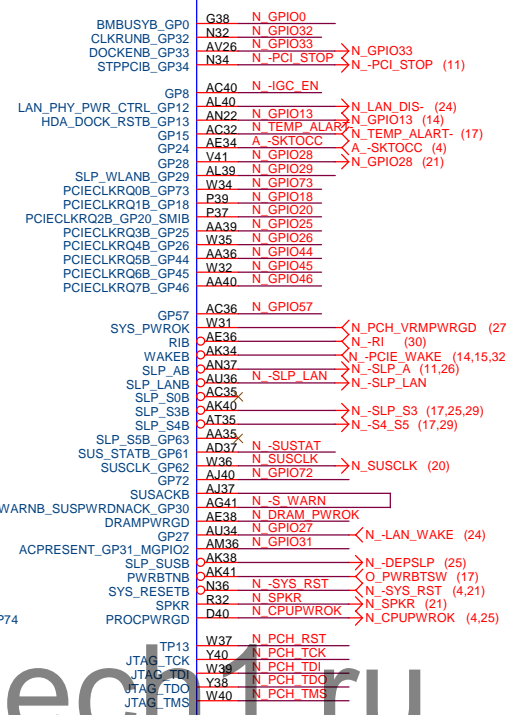 BMBUSYB_GP0 G38 N_GPIO0
CLKRUNB_GP32 N32 N_GPIO32
DOCKENB_GP33 AV26 N_GPIO33 N_GPIO33
STPPCIB_GP34 N34 N_-PCI_STOP N_-PCI_STOP (11)
GP8 AC40 N_-IGC_EN
LAN_PHY_PWR_CTRL_GP12 AL40 N_LAN_DIS- (24)
HDA_DOCK_RSTB_GP13 AN22 N_GPIO13 N_GPIO13 (14)
GP15 AC32 N_TEMP_ALART- N_TEMP_ALART- (17)
GP24 AE34 A_-SKTOCC A_-SKTOCC (4)
GP28 V41 N_GPIO28 N_GPIO28 (21)
SLP_WLANB_GP29 AL39 N_GPIO29
PCIECLKRQ0B_GP73 W34 N_GPIO73
PCIECLKRQ1B_GP18 P39 N_GPIO18
PCIECLKRQ2B_GP20_SMIB P37 N_GPIO20
PCIECLKRQ3B_GP25 AA39 N_GPIO25
PCIECLKRQ4B_GP26 W35 N_GPIO26
PCIECLKRQ5B_GP44 AA36 N_GPIO44
PCIECLKRQ6B_GP45 W32 N_GPIO45
PCIECLKRQ7B_GP46 AA40 N_GPIO46
GP57 AC36 N_GPIO57
SYS_PWROK W31 N_PCH_VRMPWRGD (27
RIB AE36 N_-RI (30)
WAKEB AK34 N_-PCIE_WAKE (14,15,32
SLP_AB AN37 N_-SLP_A (11,26)
SLP_LANB AU36 N_-SLP_LAN N_-SLP_LAN
SLP_S0B AC35
SLP_S3B AK40 N_-SLP_S3 (17,25,29)
SLP_S4B AT35 N_-S4_S5 (17,29)
SLP_S5B_GP63 AA35
SUS_STATB_GP61 AD37 N_-SUSTAT
SUSCLK_GP62 W36 N_SUSCLK N_SUSCLK (20)
GP72 AJ40 N_GPIO72
SUSACKB AJ37
WARNB_SUSPWRDNACK_GP30 AG41 N_-S_WARN
DRAMPWRGD AE38 N_DRAM_PWROK
GP27 AU34 N_GPIO27 N_-LAN_WAKE (24)
ACPRESENT_GP31_MGPIO2 AM36 N_GPIO31
SLP_SUSB AK38 N_-DEPSLP (25)
PWRBTNB AK41 O_PWRBTSW (17)
SYS_RESETB N36 N_-SYS_RST N_-SYS_RST (4,21)
SPKR R32 N_SPKR N_SPKR (21)
P74 PROCPWRGD D40 N_CPUPWROK N_CPUPWROK (4,25)
TP13 W37 N_PCH_RST
JTAG_TCK Y40 N_PCH_TCK
JTAG_TDI W39 N_PCH_TDI
JTAG_TDO Y38 N_PCH_TDO
JTAG_TMS W40 N_PCH_TMS
ech1.ru